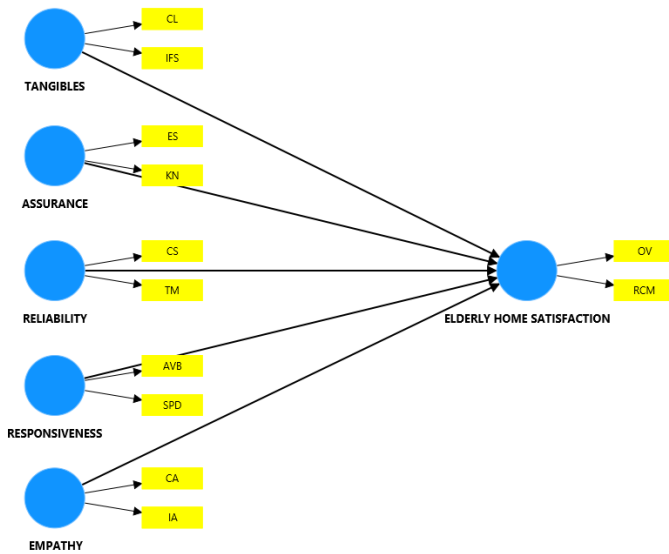 CL
IFS
TANGIBLES
ES
KN
ASSURANCE
CS
TM
RELIABILITY
OV
RCM
ELDERLY HOME SATISFACTION
AVB
SPD
RESPONSIVENESS
CA
IA
EMPATHY